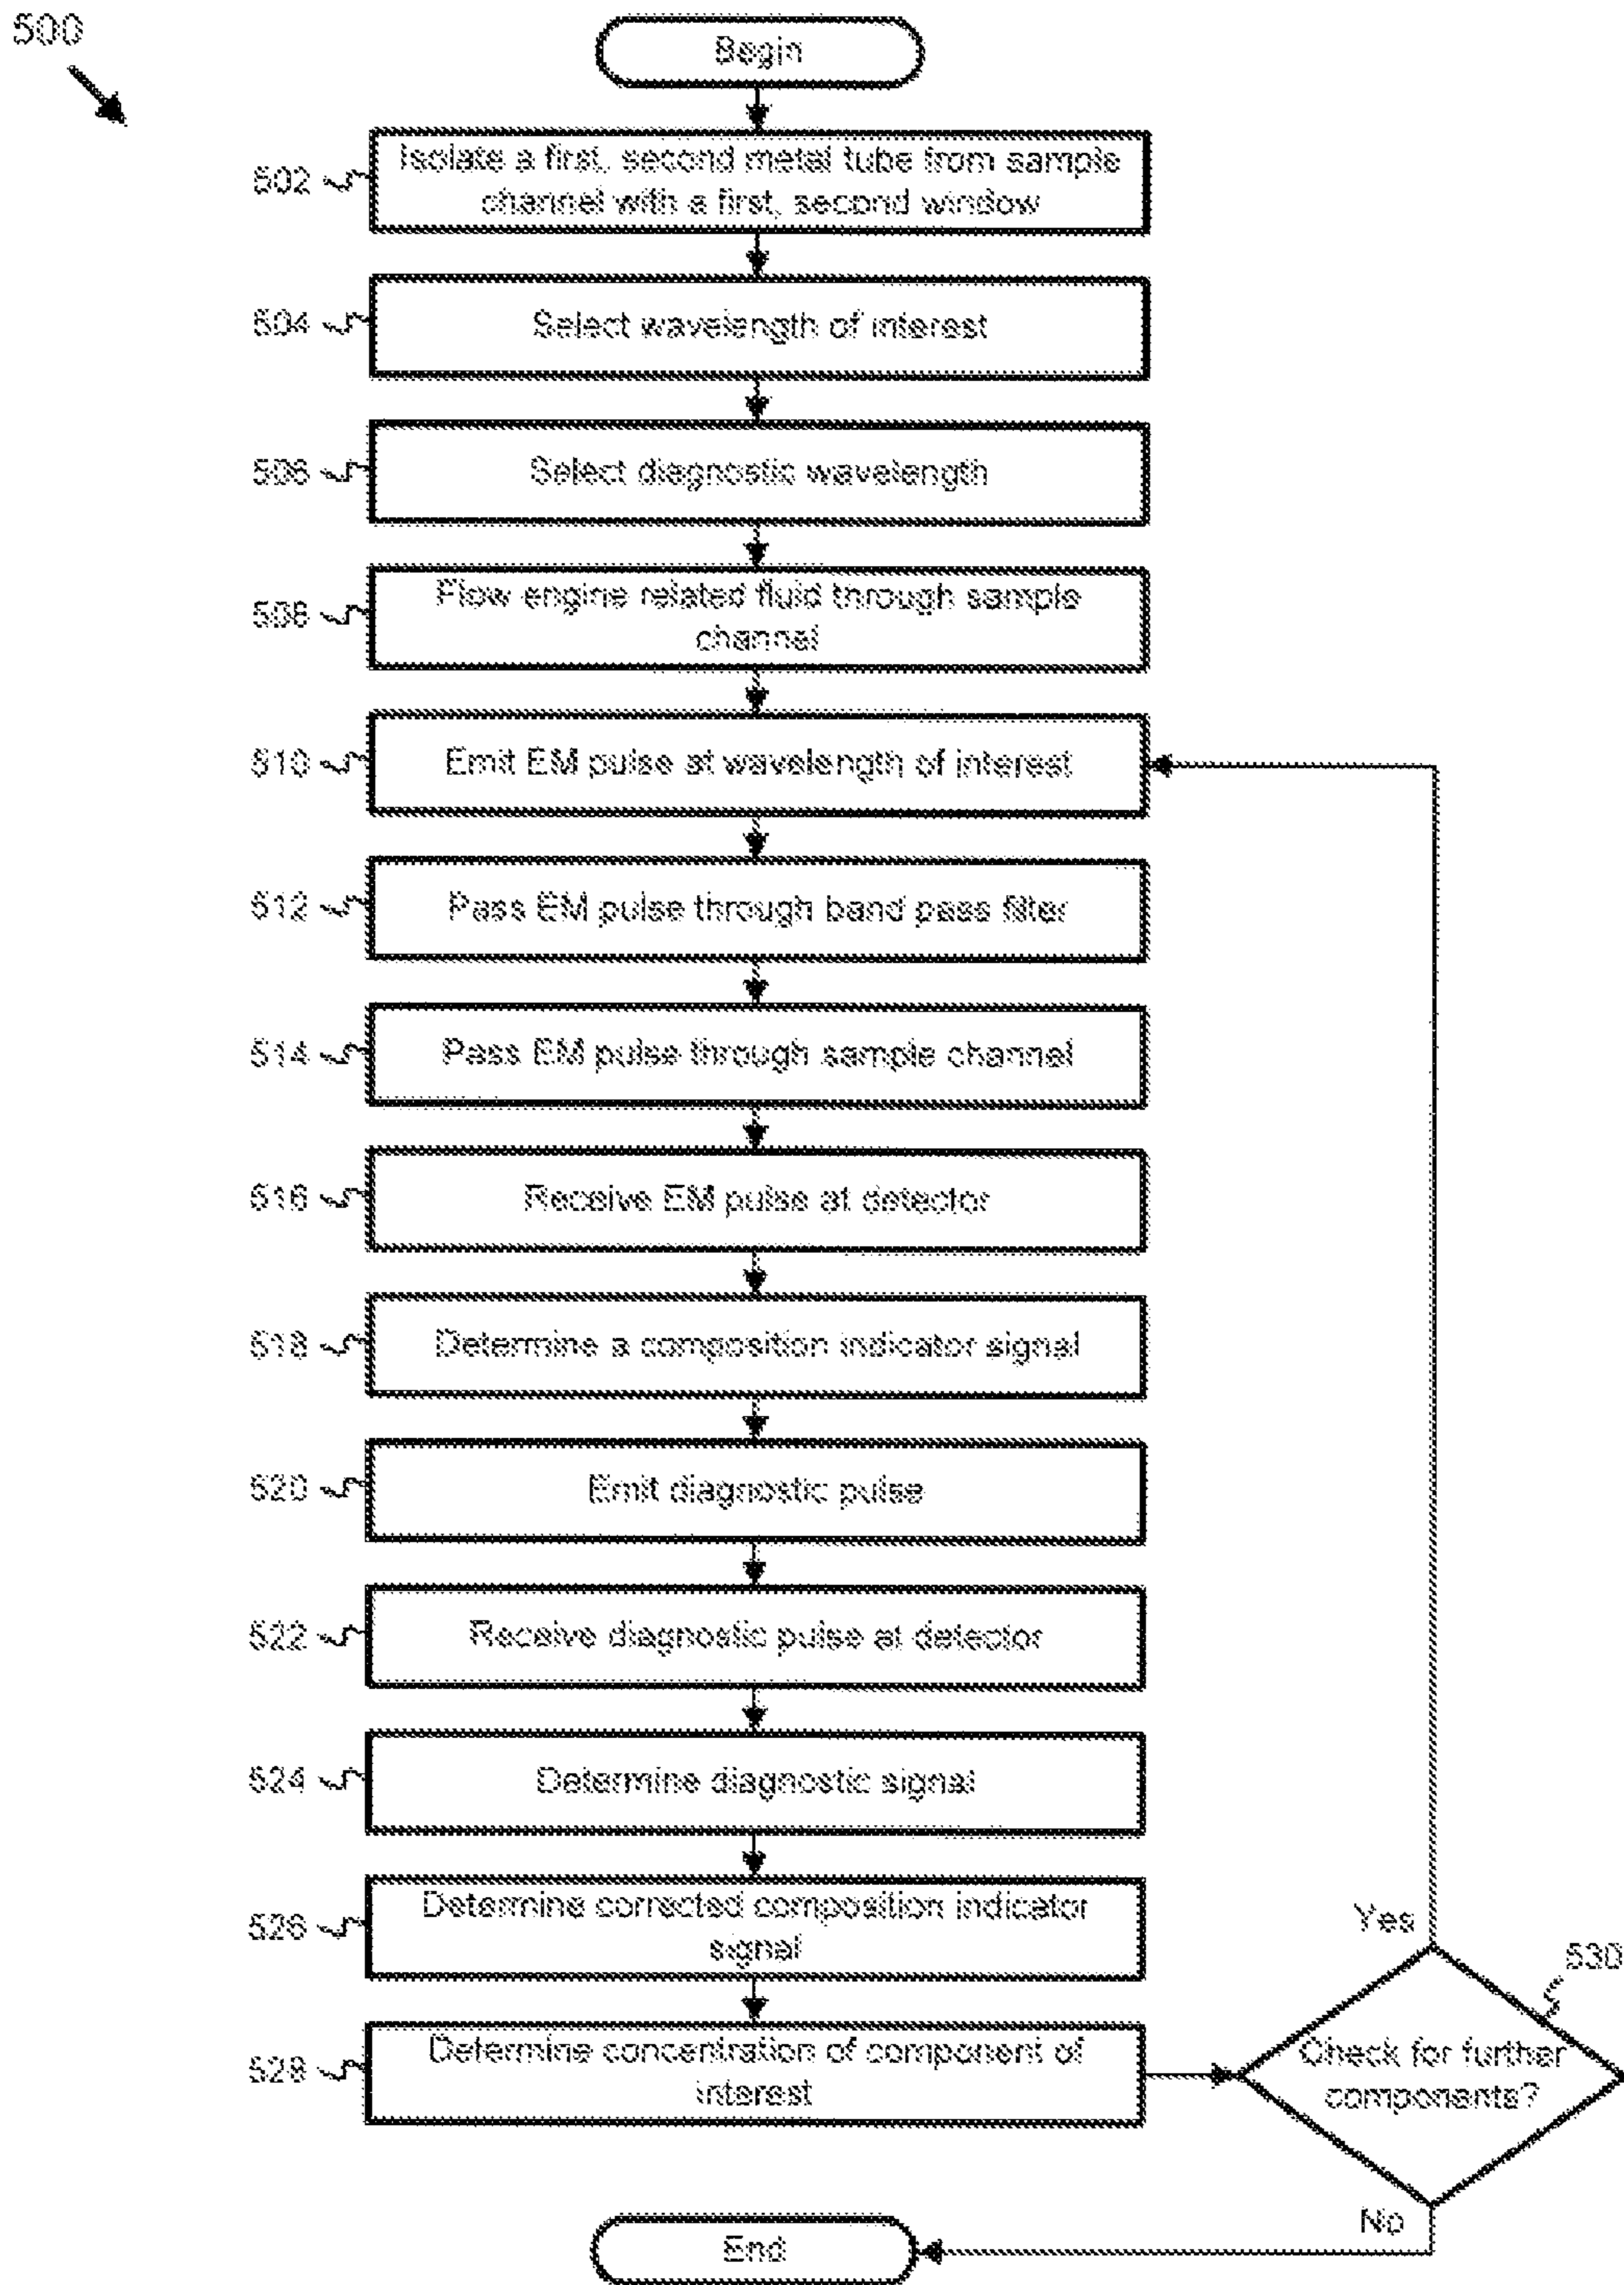 500
Begin
502
Isolate a first, second metal tube from sample
channel with a first, second window
504
Select wavelength of interest
506
Select diagnostic wavelength
508
Flow engine related fluid through sample
channel
510
Emit EM pulse at wavelength of interest
512
Pass EM pulse through band pass filter
514
Pass EM pulse through sample channel
516
Receive EM pulse at detector
518
Determine a composition indicator signal
520
Emit diagnostic pulse
522
Receive diagnostic pulse at detector
524
Determine diagnostic signal
526
Determine corrected composition indicator
signal
528
Determine concentration of component of
interest
Yes
530
Check for further
components?
No
End